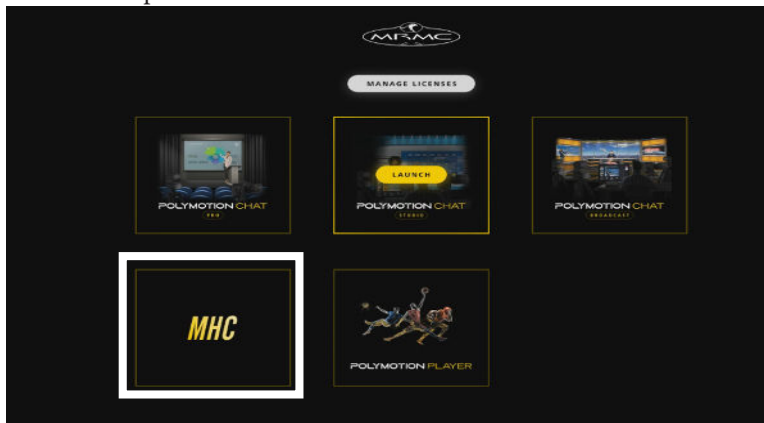 MRMC
MANAGE LICENSES
LAUNCH
POLYMOTION CHAT
PRO
POLYMOTION CHAT
STUDIO
POLYMOTION CHAT
BROADCAST
MHC
POLYMOTION PLAYER